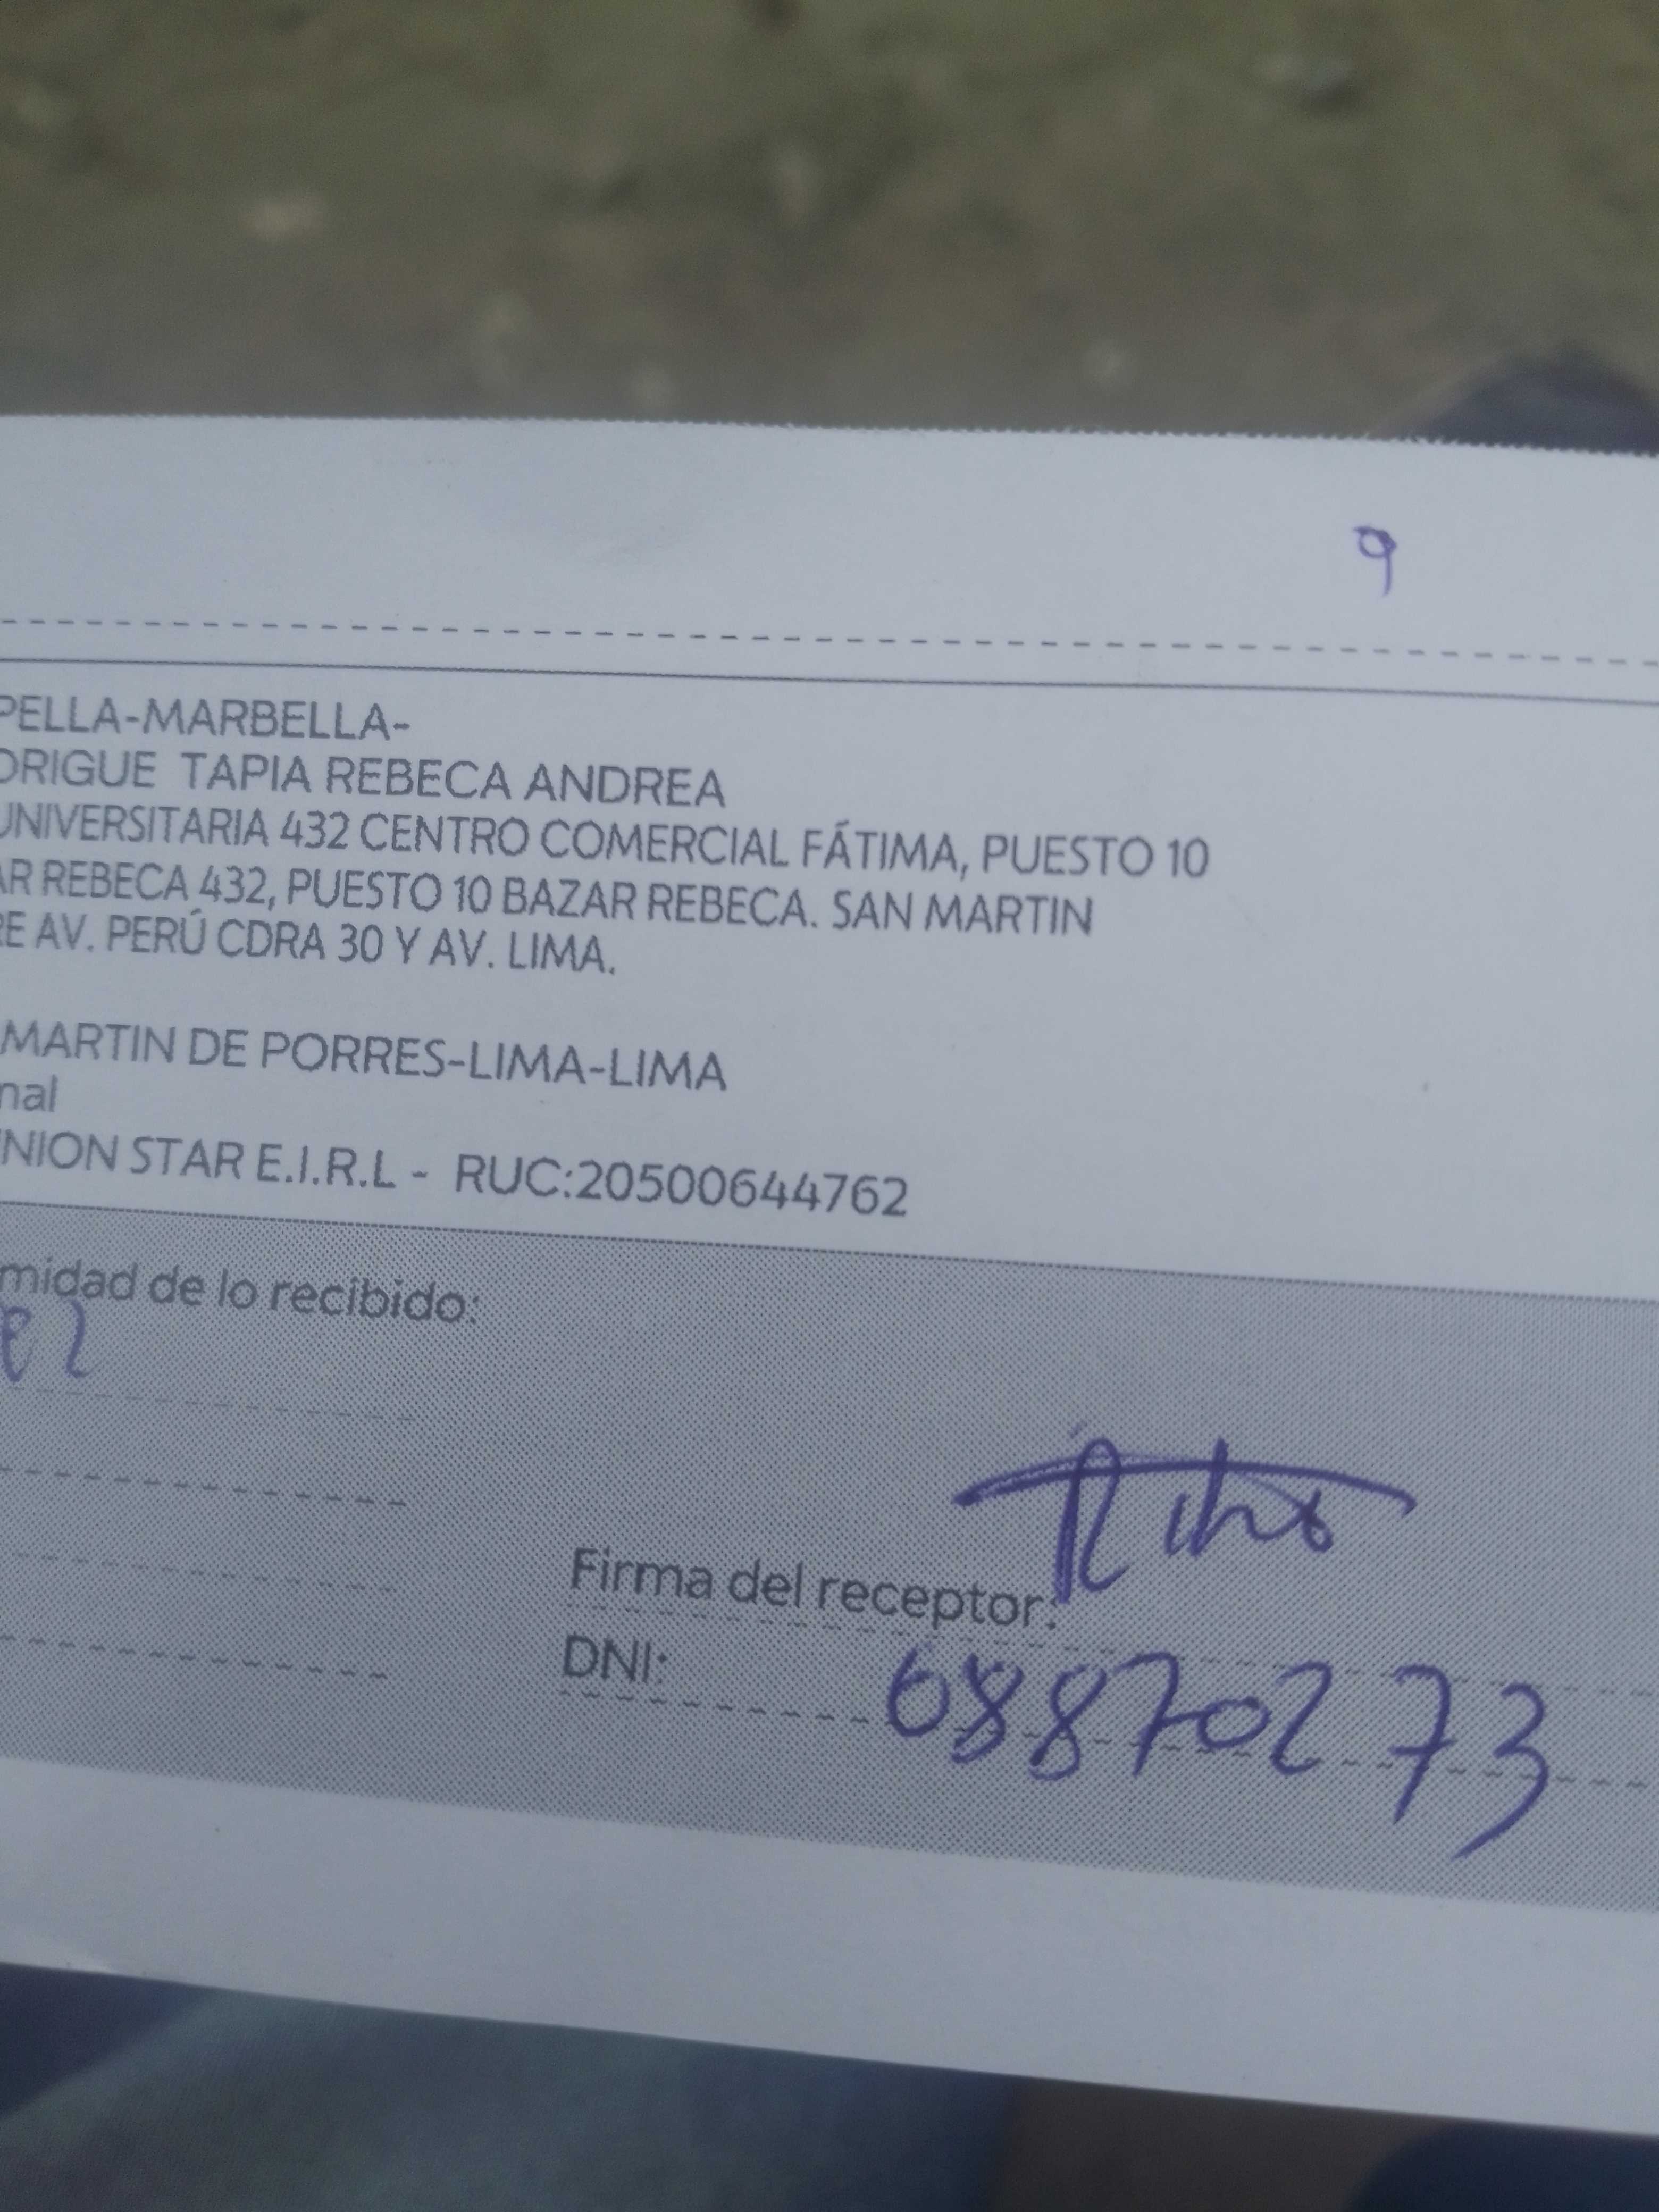 9
PELLA-MARBELLA-
DRIGUE TAPIA REBECA ANDREA
UNIVERSITARIA 432 CENTRO COMERCIAL FÁTIMA, PUESTO 10
AR REBECA 432, PUESTO 10 BAZAR REBECA. SAN MARTIN
RE AV. PERÚ CDRA 30 Y AV. LIMA.
MARTIN DE PORRES-LIMA-LIMA
nal
NION STAR E.I.R.L - RUC:20500644762
midad de lo recibido:
Firma del receptor:
DNI: 08870273